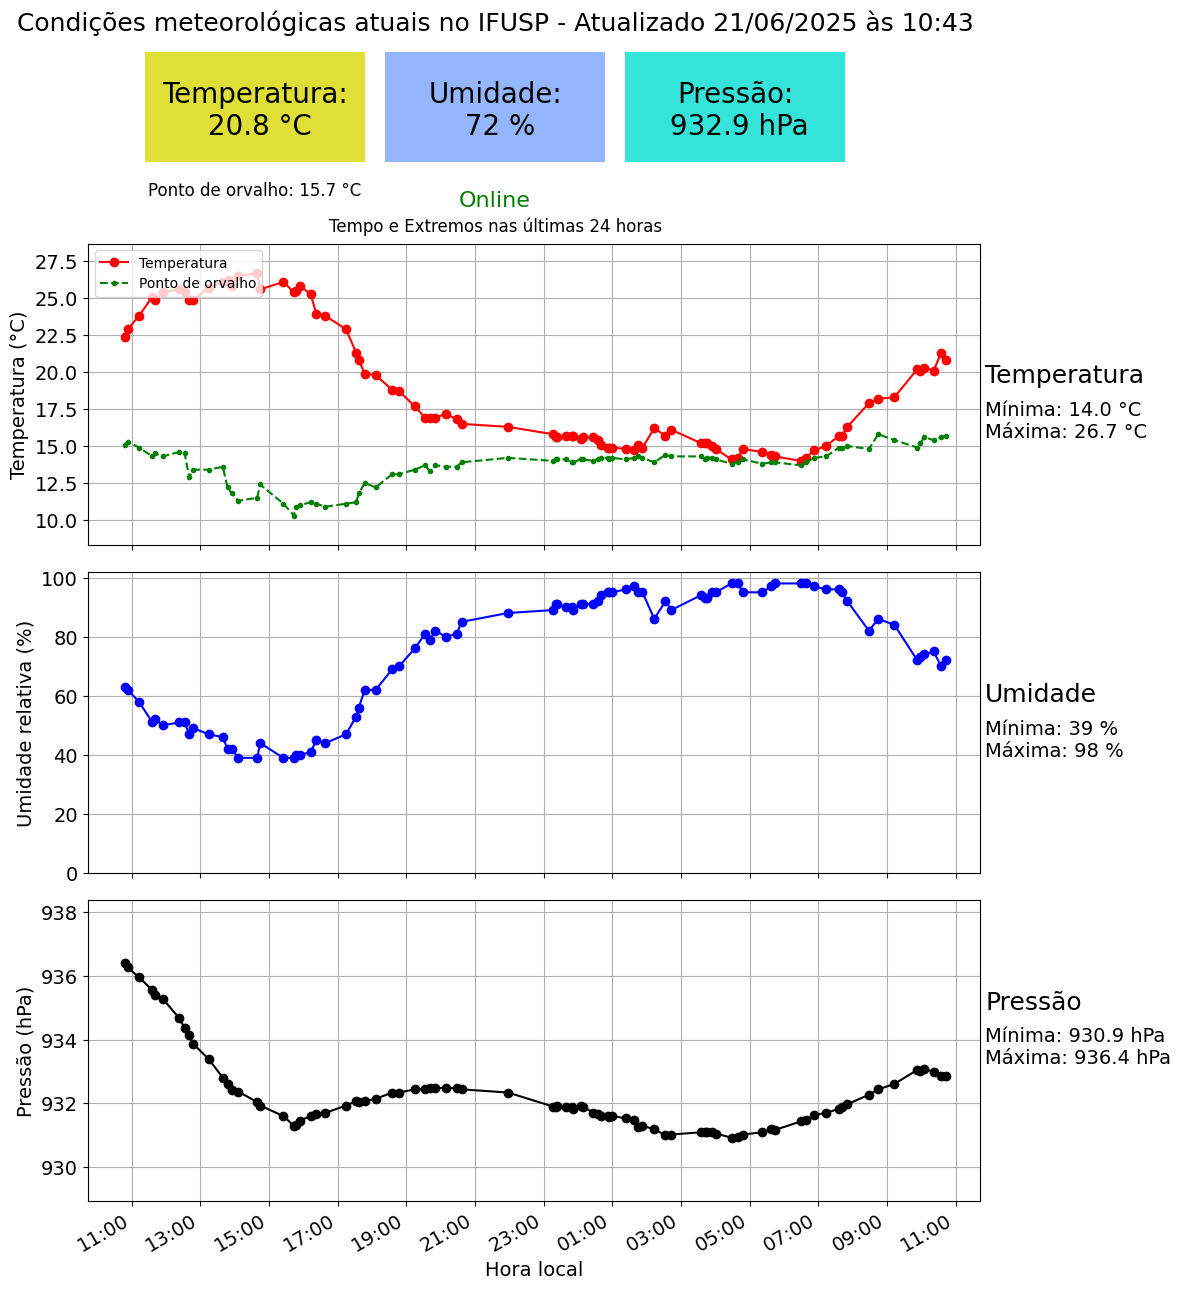 Condições meteorológicas atuais no IFUSP - Atualizado 21/06/2025 às 10:43
Temperatura:
20.8 °C
Umidade:
72 %
Pressão:
932.9 hPa
Ponto de orvalho: 15.7 °C
Online
Tempo e Extremos nas últimas 24 horas
Temperatura
Ponto de orvalho
Temperatura (°C)
27.5
25.0
22.5
20.0
17.5
15.0
12.5
10.0
Temperatura
Mínima: 14.0 °C
Máxima: 26.7 °C
Umidade relativa (%)
100
80
60
40
20
0
Umidade
Mínima: 39 %
Máxima: 98 %
Pressão (hPa)
938
936
934
932
930
Pressão
Mínima: 930.9 hPa
Máxima: 936.4 hPa
11:00 13:00 15:00 17:00 19:00 21:00 23:00 01:00 03:00 05:00 07:00 09:00 11:00
Hora local